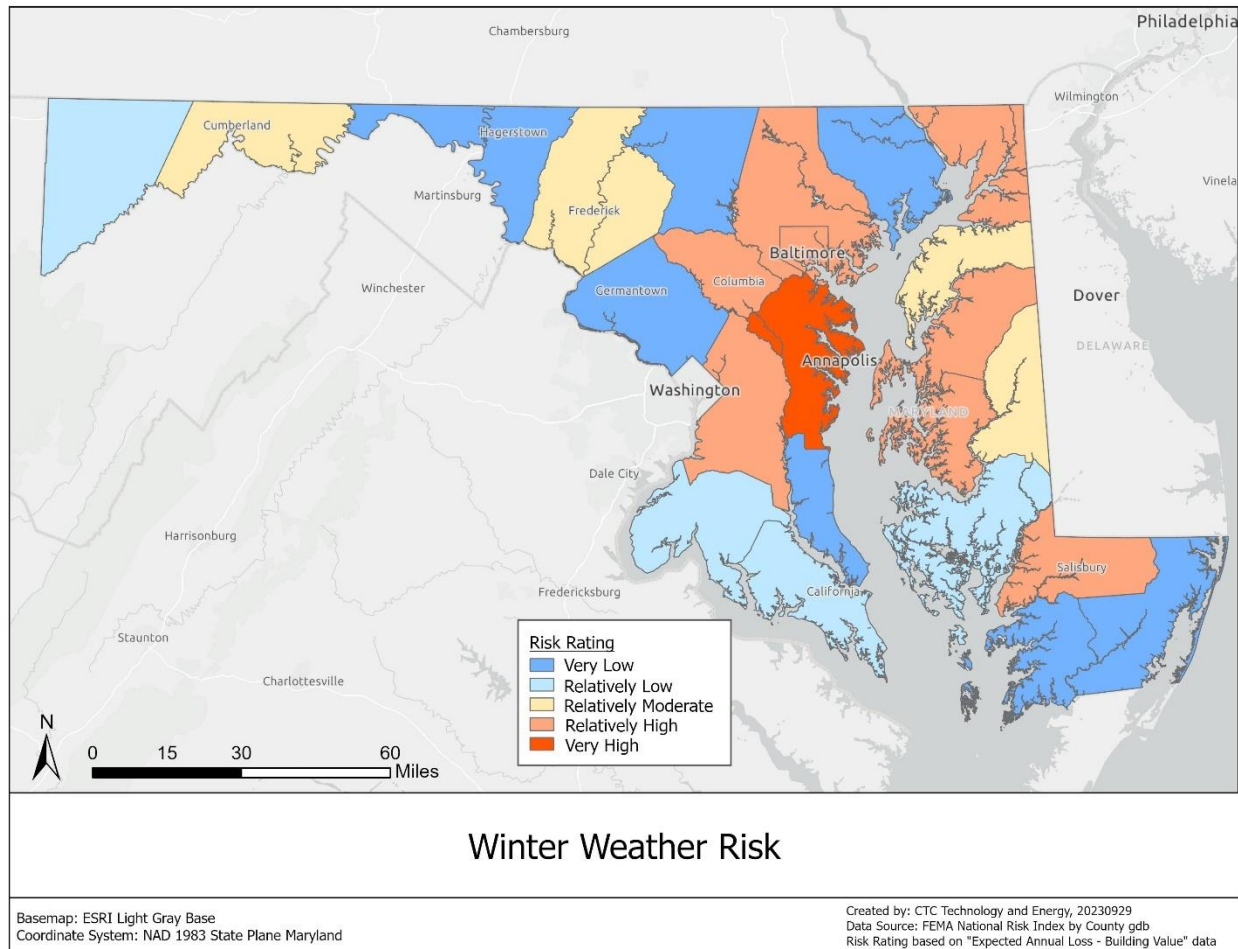 Philadelphia
Chambersburg
Wilmington
Cumberland
Hagerstown
Vinela
Martinsburg
Frederick
Baltimore
Columbia
Winchester
Germantown
Dover
DELAWARE
Annapolis
Washington
MARYLAND
Dale City
Harrisonburg
Salisbury
Fredericksburg
California
Staunton
Charlottesville
Risk Rating
Very Low
Relatively Low
Relatively Moderate
Relatively High
Very High
N
0 15 30 60
Miles
Winter Weather Risk
Basemap: ESRI Light Gray Base
Coordinate System: NAD 1983 State Plane Maryland
Created by: CTC Technology and Energy, 20230929
Data Source: FEMA National Risk Index by County gdb
Risk Rating based on "Expected Annual Loss - Building Value" data